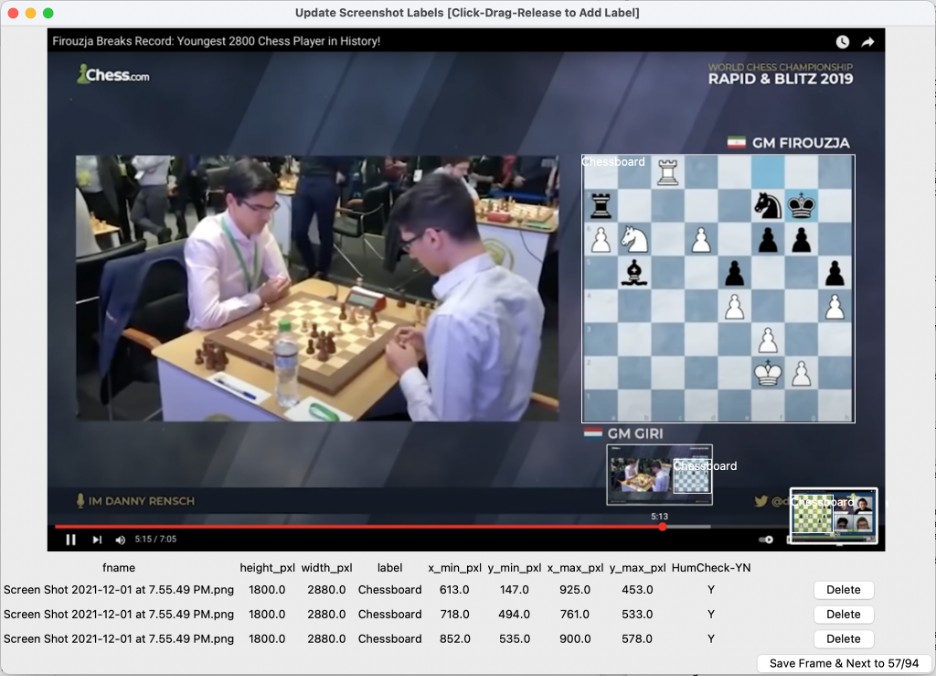 Update Screenshot Labels [Click-Drag-Release to Add Label]
Firouzja Breaks Record: Youngest 2800 Chess Player in History!
Chess.com
WORLD CHESS CHAMPIONSHIP
RAPID & BLITZ 2019
GM FIROUZJA
Chessboard
GM GIRI
Chessboard
IM DANNY RENSCH
Chessboard
5:13
5:15 / 7:05
fname height_pxl width_pxl label x_min_pxl y_min_pxl x_max_pxl y_max_pxl HumCheck-YN
Screen Shot 2021-12-01 at 7.55.49 PM.png 1800.0 2880.0 Chessboard 613.0 147.0 925.0 453.0 Y Delete
Screen Shot 2021-12-01 at 7.55.49 PM.png 1800.0 2880.0 Chessboard 718.0 494.0 761.0 533.0 Y Delete
Screen Shot 2021-12-01 at 7.55.49 PM.png 1800.0 2880.0 Chessboard 852.0 535.0 900.0 578.0 Y Delete
Save Frame & Next to 57/94